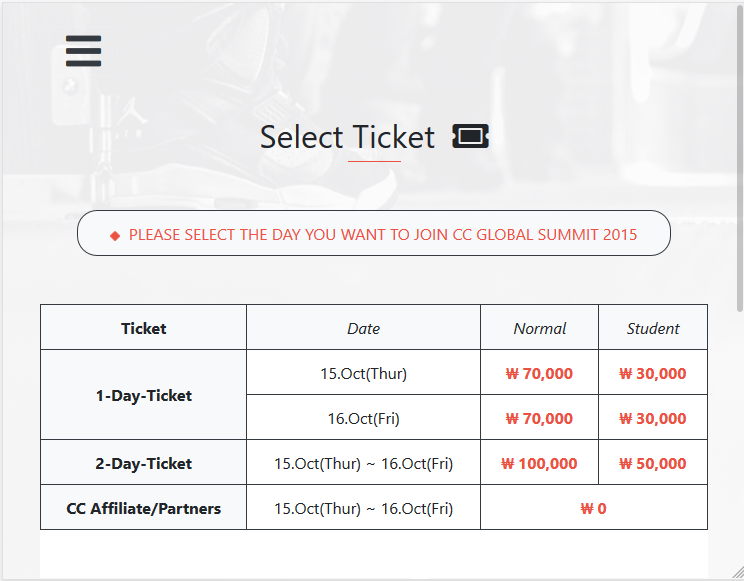 Select Ticket
◆ PLEASE SELECT THE DAY YOU WANT TO JOIN CC GLOBAL SUMMIT 2015
Ticket Date Normal Student
1-Day-Ticket 15.Oct(Thur) ₩ 70,000 ₩ 30,000
16.Oct(Fri) ₩ 70,000 ₩ 30,000
2-Day-Ticket 15.Oct(Thur) ~ 16.Oct(Fri) ₩ 100,000 ₩ 50,000
CC Affiliate/Partners 15.Oct(Thur) ~ 16.Oct(Fri) ₩ 0